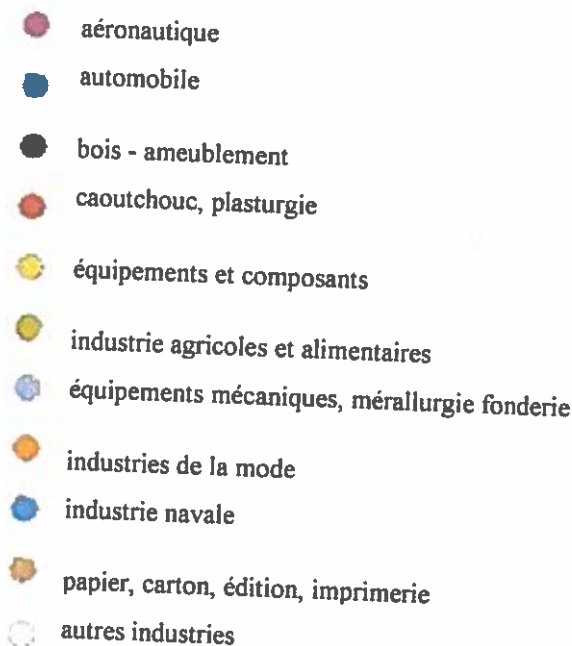 aéronautique
automobile
bois - ameublement
caoutchouc, plasturgie
équipements et composants
industrie agricoles et alimentaires
équipements mécaniques, mérallurgie fonderie
industries de la mode
industrie navale
papier, carton, édition, imprimerie
autres industries